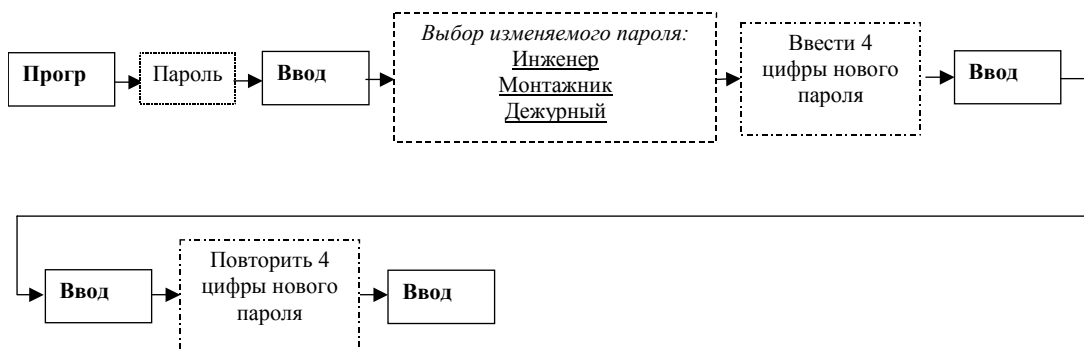 Прогр
Пароль
Ввод
Выбор изменяемого пароля:
Инженер
Монтажник
Дежурный
Ввести 4
цифры нового
пароля
Ввод
Ввод
Повторить 4
цифры нового
пароля
Ввод